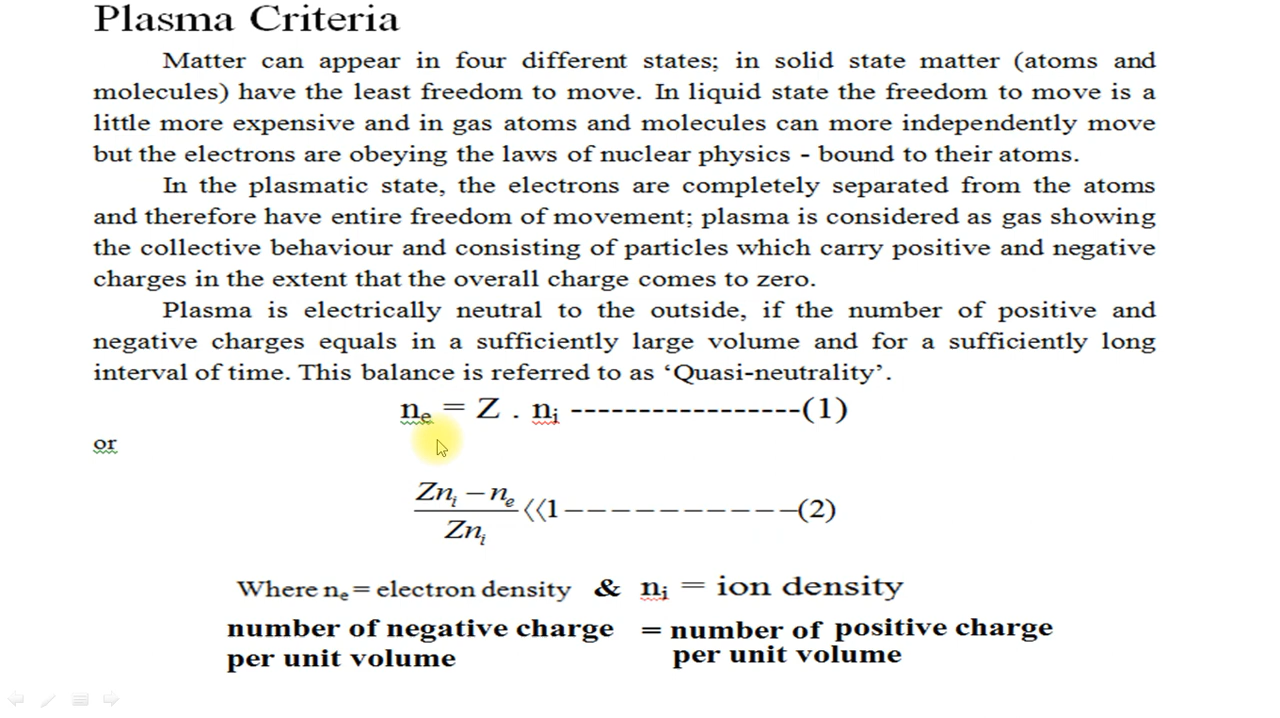 Plasma Criteria
Matter can appear in four different states; in solid state matter (atoms and
molecules) have the least freedom to move. In liquid state the freedom to move is a
little more expensive and in gas atoms and molecules can more independently move
but the electrons are obeying the laws of nuclear physics - bound to their atoms.
In the plasmatic state, the electrons are completely separated from the atoms
and therefore have entire freedom of movement; plasma is considered as gas showing
the collective behaviour and consisting of particles which carry positive and negative
charges in the extent that the overall charge comes to zero.
Plasma is electrically neutral to the outside, if the number of positive and
negative charges equals in a sufficiently large volume and for a sufficiently long
interval of time. This balance is referred to as ‘Quasi-neutrality’.
nₑ = Z . nᵢ -----------------(1)
or
Znᵢ − nₑ
Znᵢ
⟨⟨1−−−−−−−−−−−(2)
Where nₑ = electron density & nᵢ = ion density
number of negative charge = number of positive charge
per unit volume per unit volume